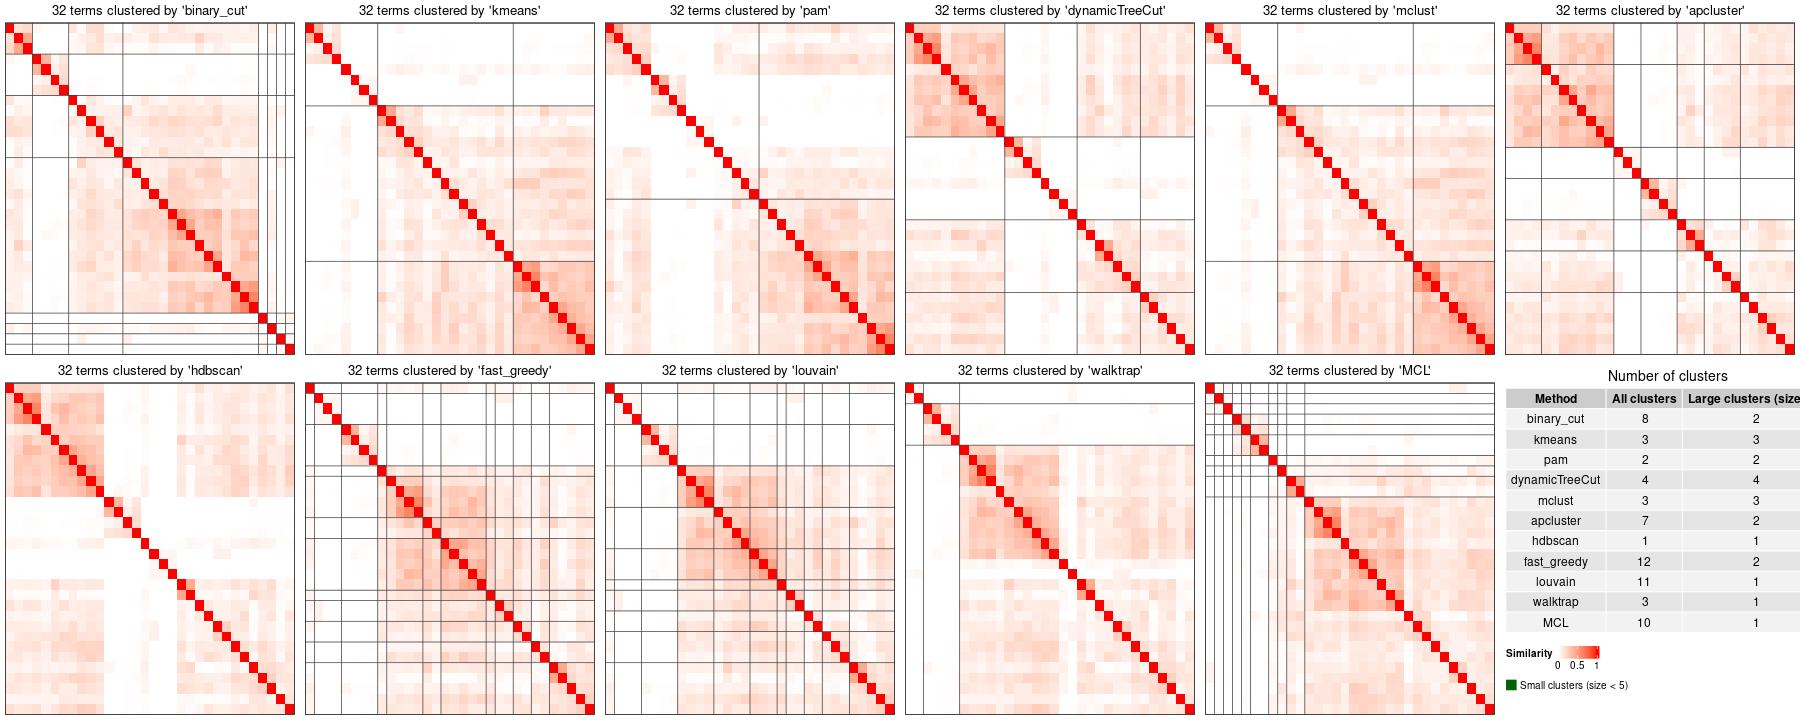 32 terms clustered by 'binary_cut'
32 terms clustered by 'kmeans'
32 terms clustered by 'pam'
32 terms clustered by 'dynamicTreeCut'
32 terms clustered by 'mclust'
32 terms clustered by 'apcluster'
32 terms clustered by 'hdbscan'
32 terms clustered by 'fast_greedy'
32 terms clustered by 'louvain'
32 terms clustered by 'walktrap'
32 terms clustered by 'MCL'
Number of clusters
Method All clusters Large clusters (size
binary_cut 8 2
kmeans 3 3
pam 2 2
dynamicTreeCut 4 4
mclust 3 3
apcluster 7 2
hdbscan 1 1
fast_greedy 12 2
louvain 11 1
walktrap 3 1
MCL 10 1
Similarity
0 0.5 1
Small clusters (size < 5)